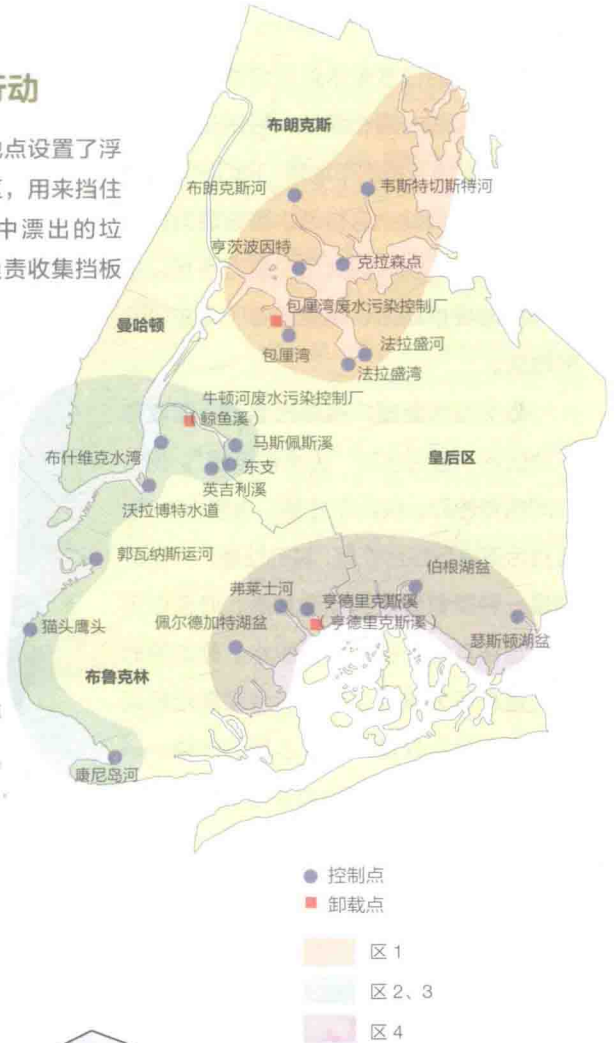 行动
地点设置了浮
用来挡住
中漂出的垃
负责收集挡板
布朗克斯
布朗克斯河
韦斯特切斯特河
亨茨波因特
克拉森点
包厘湾废水污染控制厂
曼哈顿
包厘湾
法拉盛河
法拉盛湾
牛顿河废水污染控制厂
（鲸鱼溪）
布什维克水湾
马斯佩斯溪
皇后区
东支
英吉利溪
沃拉博特水道
郭瓦纳斯运河
伯根湖盆
弗莱士河
亨德里克斯溪
佩尔德加特湖盆
（亨德里克斯溪）
猫头鹰头
瑟斯顿湖盆
布鲁克林
康尼岛河
控制点
卸载点
区 1
区 2、3
区 4